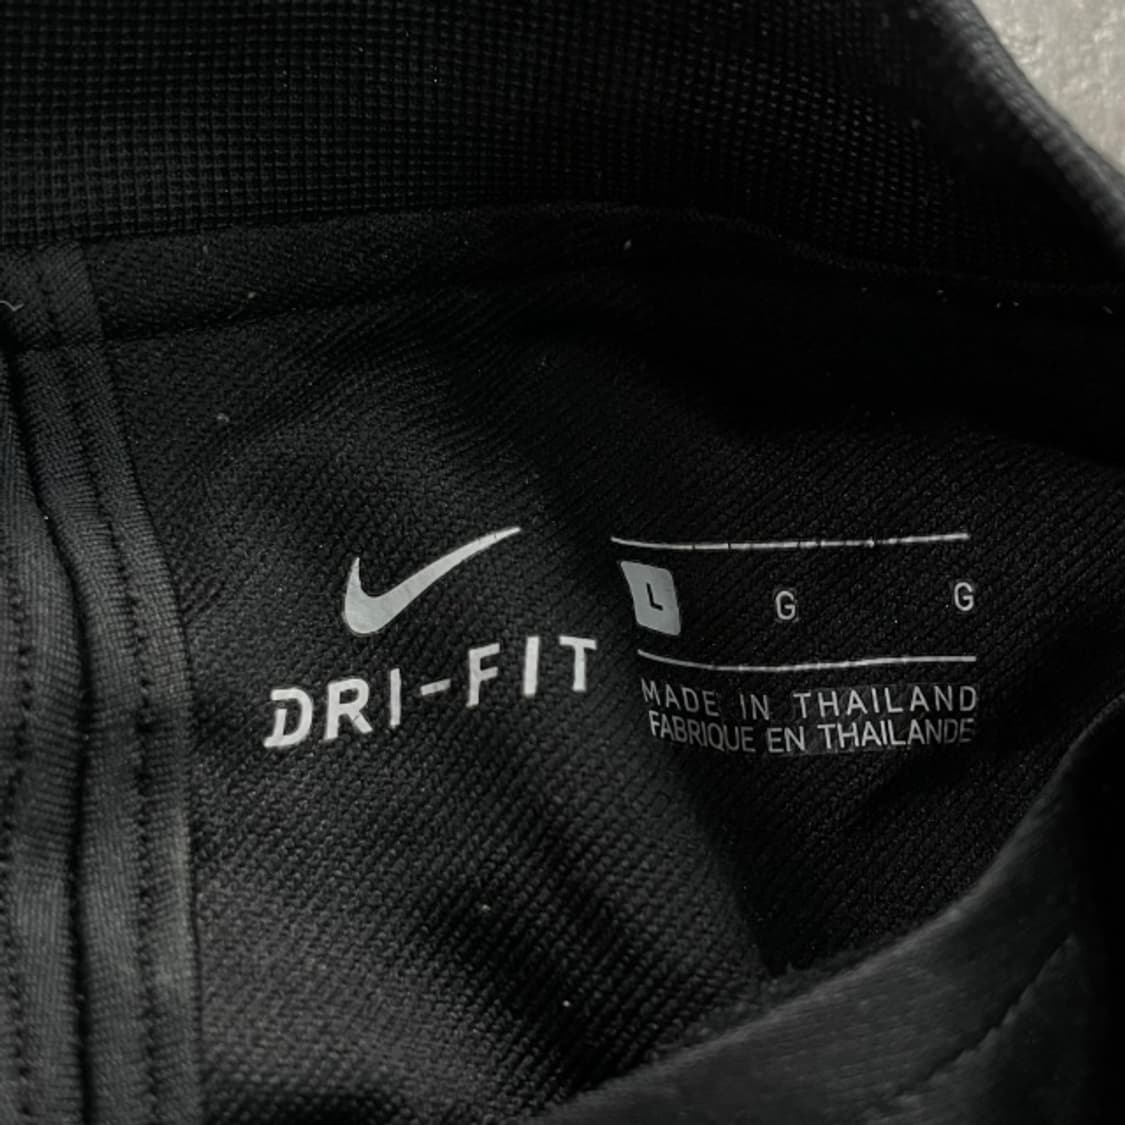 DRI-FIT
L G G
MADE IN THAILAND
FABRIQUE EN THAILANDE